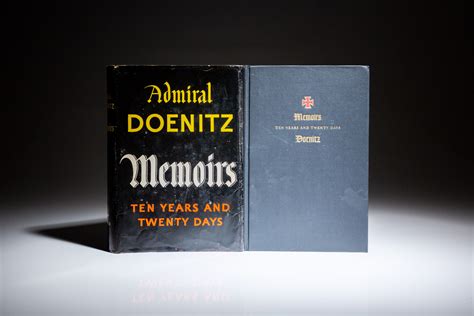 Admiral
DOENITZ
Memoirs
TEN YEARS AND
TWENTY DAYS
Memoirs
TEN YEARS AND TWENTY DAYS
Doenitz